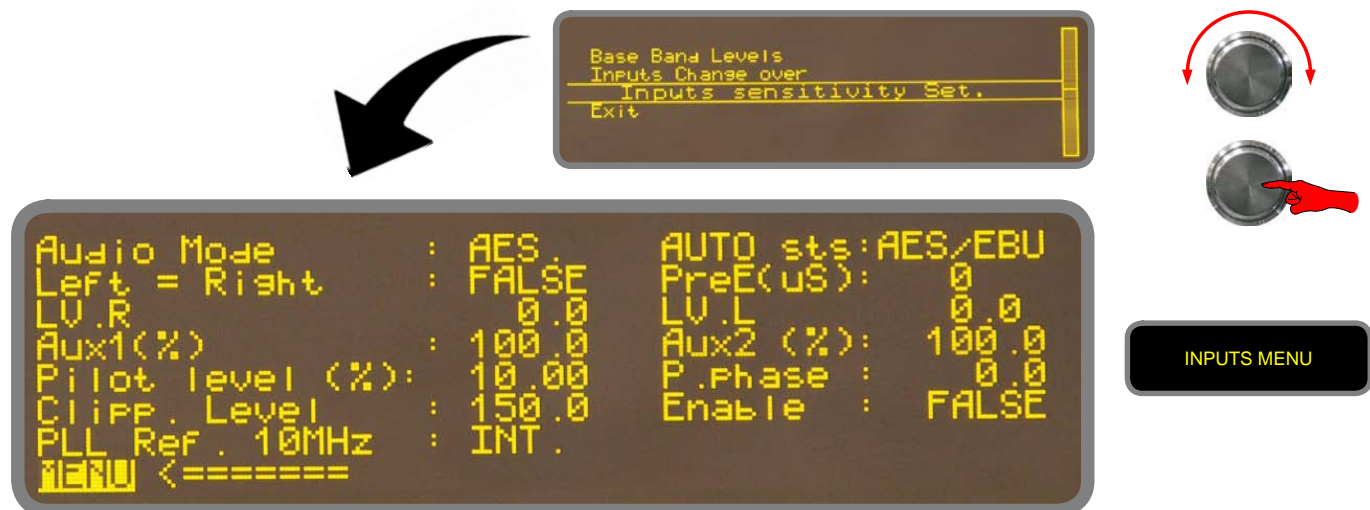 Base Band Levels
Inputs Change over
Inputs sensitivity Set.
Exit
Audio Mode : AES. AUTO sts:AES/EBU
Left = Right : FALSE PreE(uS): 0
LV.R 0.0 LV.L 0.0
Aux1(%) : 100.0 Aux2 (%): 100.0
Pilot level (%): 10.00 P.phase : 0.0
Clipp. Level : 150.0 Enable : FALSE
PLL Ref. 10MHz : INT.
MENU <=======
INPUTS MENU